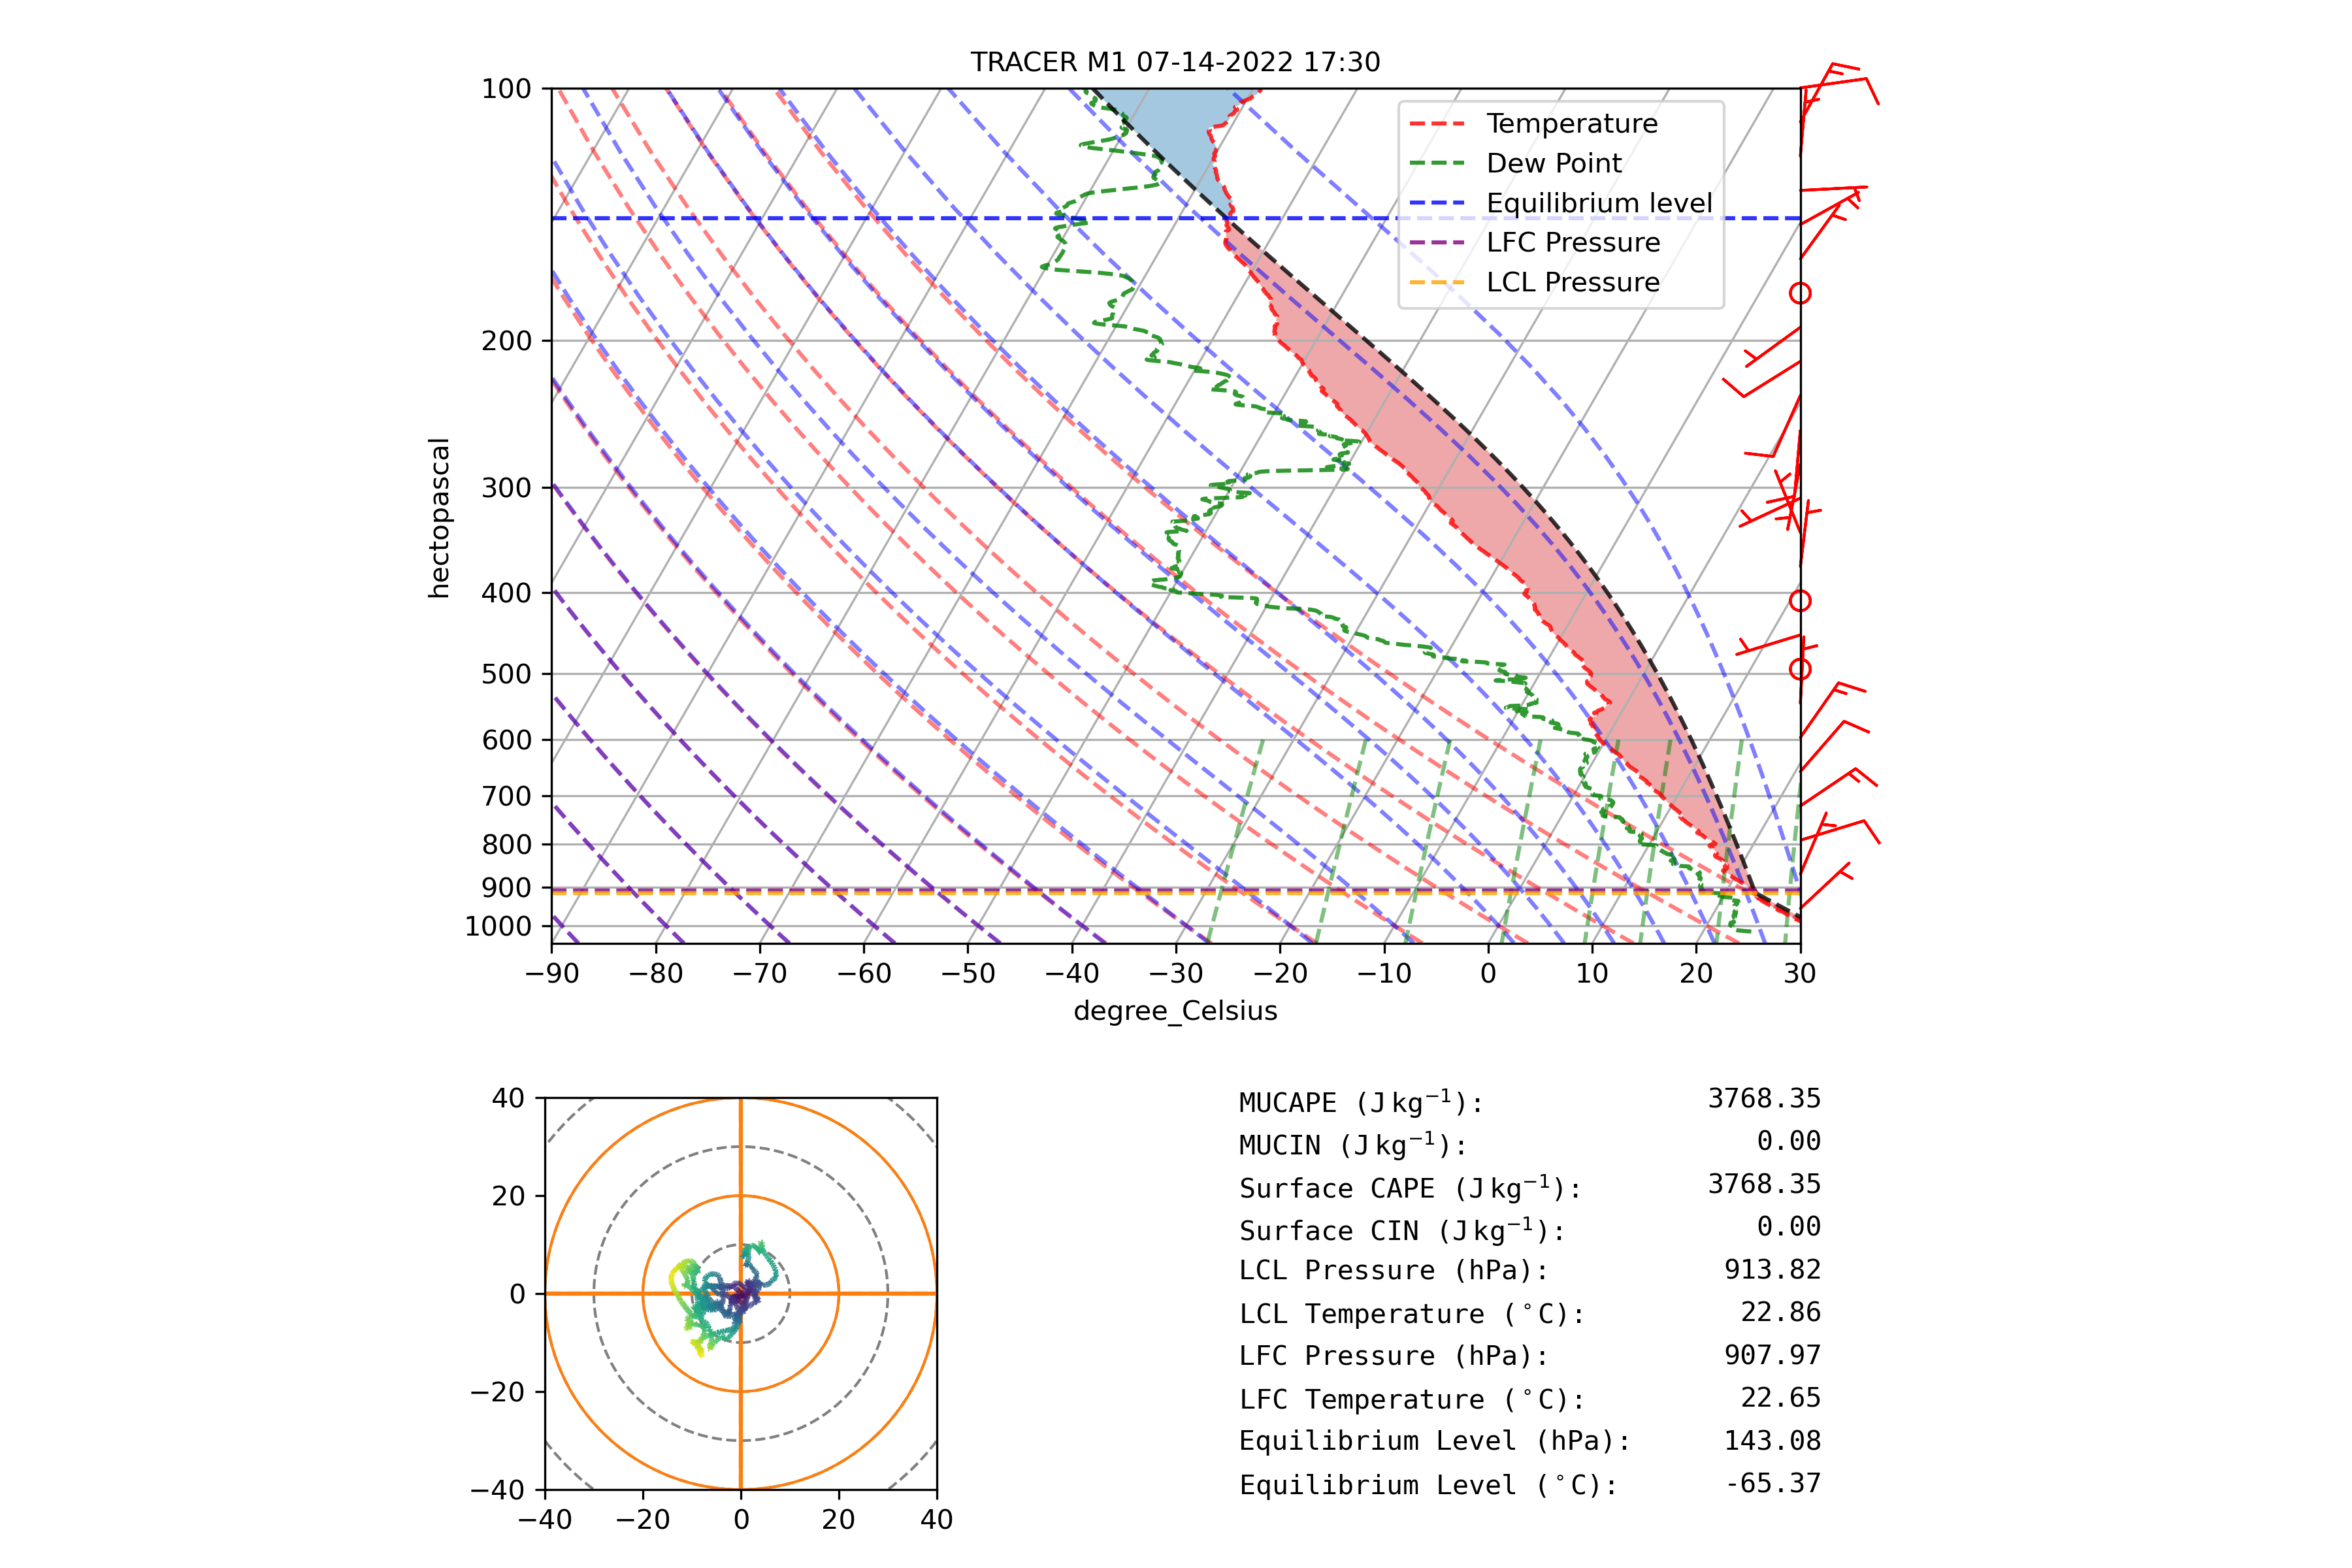 TRACER M1 07-14-2022 17:30
100
200
300
400
500
600
700
800
900
1000
hectopascal
−90 −80 −70 −60 −50 −40 −30 −20 −10 0 10 20 30
degree_Celsius
Temperature
Dew Point
Equilibrium level
LFC Pressure
LCL Pressure
40
20
0
−20
−40
−40 −20 0 20 40
MUCAPE (J kg⁻¹): 3768.35
MUCIN (J kg⁻¹): 0.00
Surface CAPE (J kg⁻¹): 3768.35
Surface CIN (J kg⁻¹): 0.00
LCL Pressure (hPa): 913.82
LCL Temperature (°C): 22.86
LFC Pressure (hPa): 907.97
LFC Temperature (°C): 22.65
Equilibrium Level (hPa): 143.08
Equilibrium Level (°C): -65.37